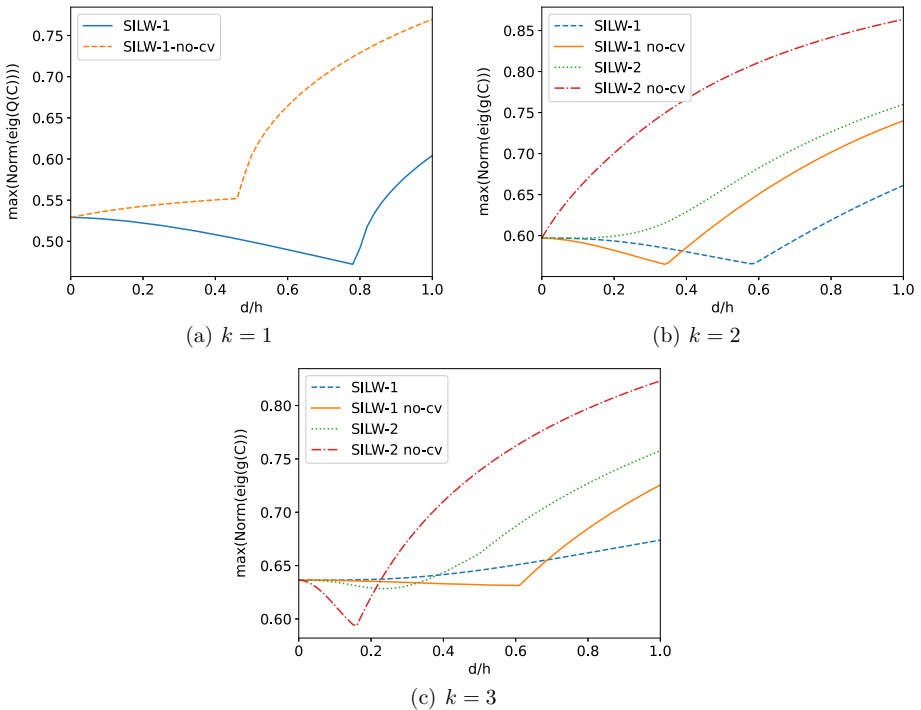 SILW-1
SILW-1-no-cv
max(Norm(eig(Q(C))))
0.75
0.70
0.65
0.60
0.55
0.50
0
0.2
0.4
0.6
0.8
1.0
d/h
(a) k = 1
SILW-1
SILW-1 no-cv
SILW-2
SILW-2 no-cv
max(Norm(eig(g(C)))
0.85
0.80
0.75
0.70
0.65
0.60
0
0.2
0.4
0.6
0.8
1.0
d/h
(b) k = 2
SILW-1
SILW-1 no-cv
SILW-2
SILW-2 no-cv
max(Norm(eig(g(C)))
0.80
0.75
0.70
0.65
0.60
0
0.2
0.4
0.6
0.8
1.0
d/h
(c) k = 3